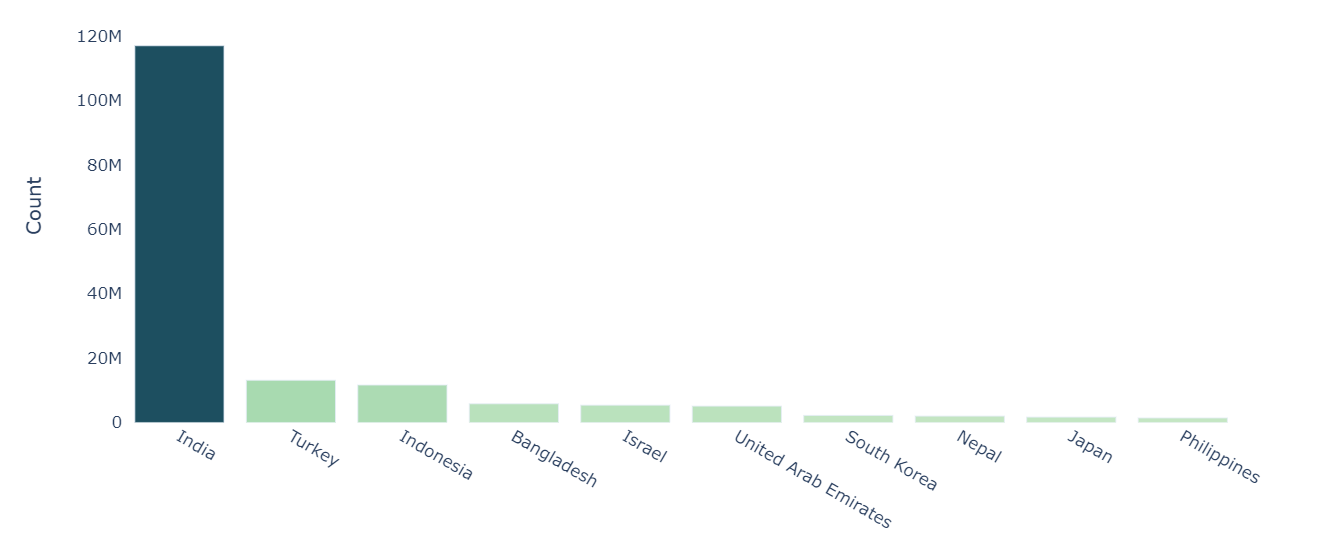 120M
100M
80M
60M
40M
20M
0
Count
India
Turkey
Indonesia
Bangladesh
Israel
United Arab Emirates
South Korea
Nepal
Japan
Philippines